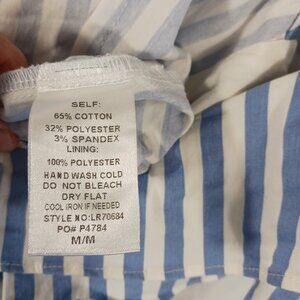 SELF:
65% COTTON
32% POLYESTER
3% SPANDEX
LINING:
100% POLYESTER
HAND WASH COLD
DO NOT BLEACH
DRY FLAT
COOL IRON IF NEEDED
STYLE NO:LR70684
PO# P4784
M/M